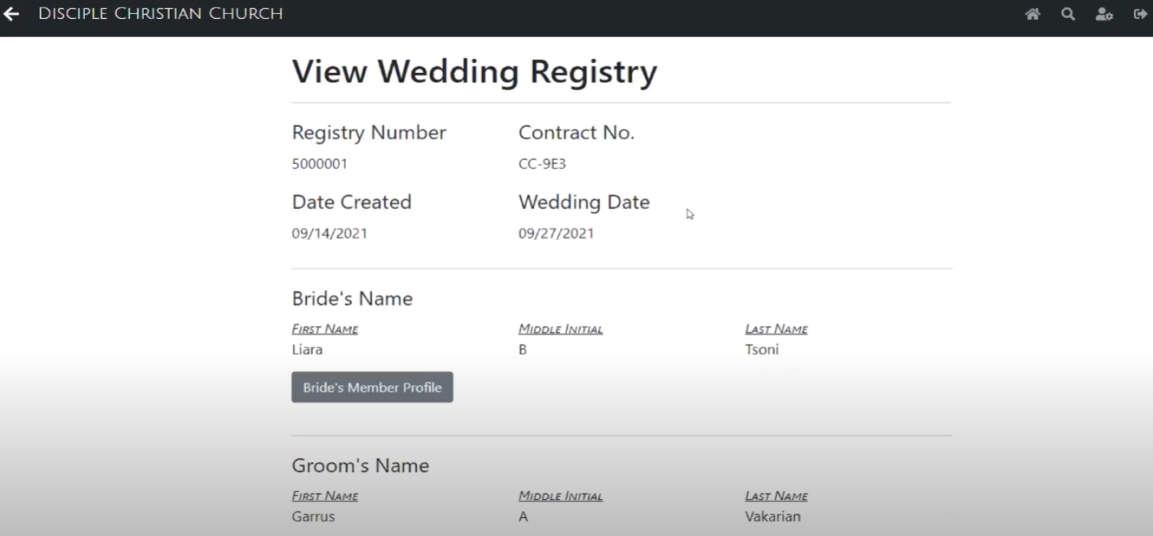 DISCIPLE CHRISTIAN CHURCH
View Wedding Registry
Registry Number Contract No.
5000001 CC-9E3
Date Created Wedding Date
09/14/2021 09/27/2021
Bride's Name
First Name Middle Initial Last Name
Liara B Tsoni
Bride's Member Profile
Groom's Name
First Name Middle Initial Last Name
Garrus A Vakarian